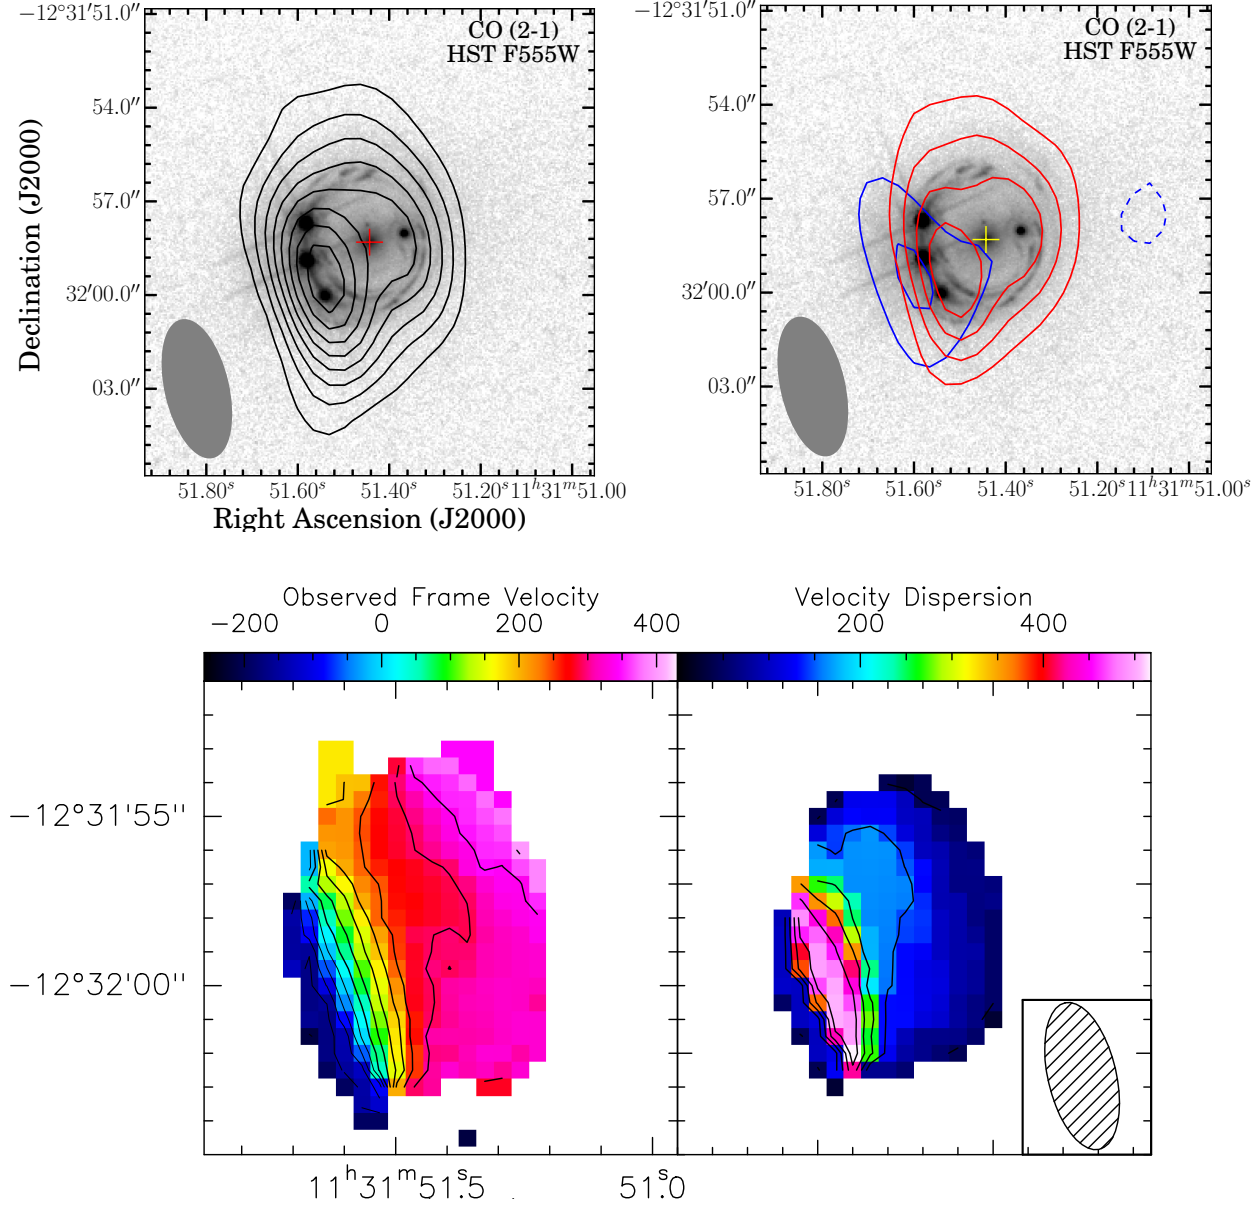 −12°31′51.0″
CO (2-1)
HST F555W
54.0″
57.0″
32′00.0″
03.0″
Declination (J2000)
51.80ˢ 51.60ˢ 51.40ˢ 51.20ˢ 11ʰ31ᵐ51.00
Right Ascension (J2000)
−12°31′51.0″
CO (2-1)
HST F555W
54.0″
57.0″
32′00.0″
03.0″
51.80ˢ 51.60ˢ 51.40ˢ 51.20ˢ 11ʰ31ᵐ51.00ˢ
Observed Frame Velocity
−200 0 200 400
Velocity Dispersion
200 400
−12°31'55"
−12°32'00"
11ʰ31ᵐ51ˢ.5 51ˢ.0